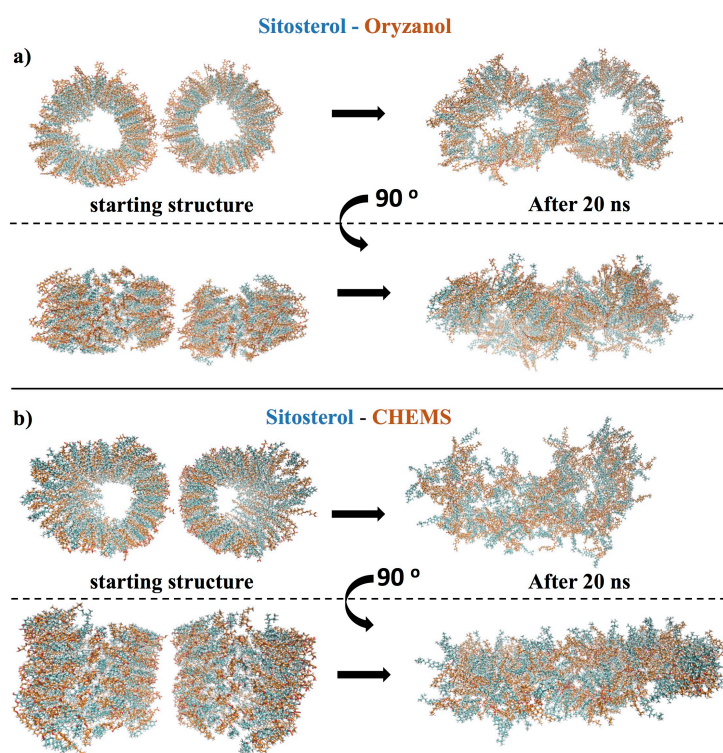 Sitosterol - Oryzanol
a)
starting structure
90 °
After 20 ns
Sitosterol - CHEMS
b)
starting structure
90 °
After 20 ns